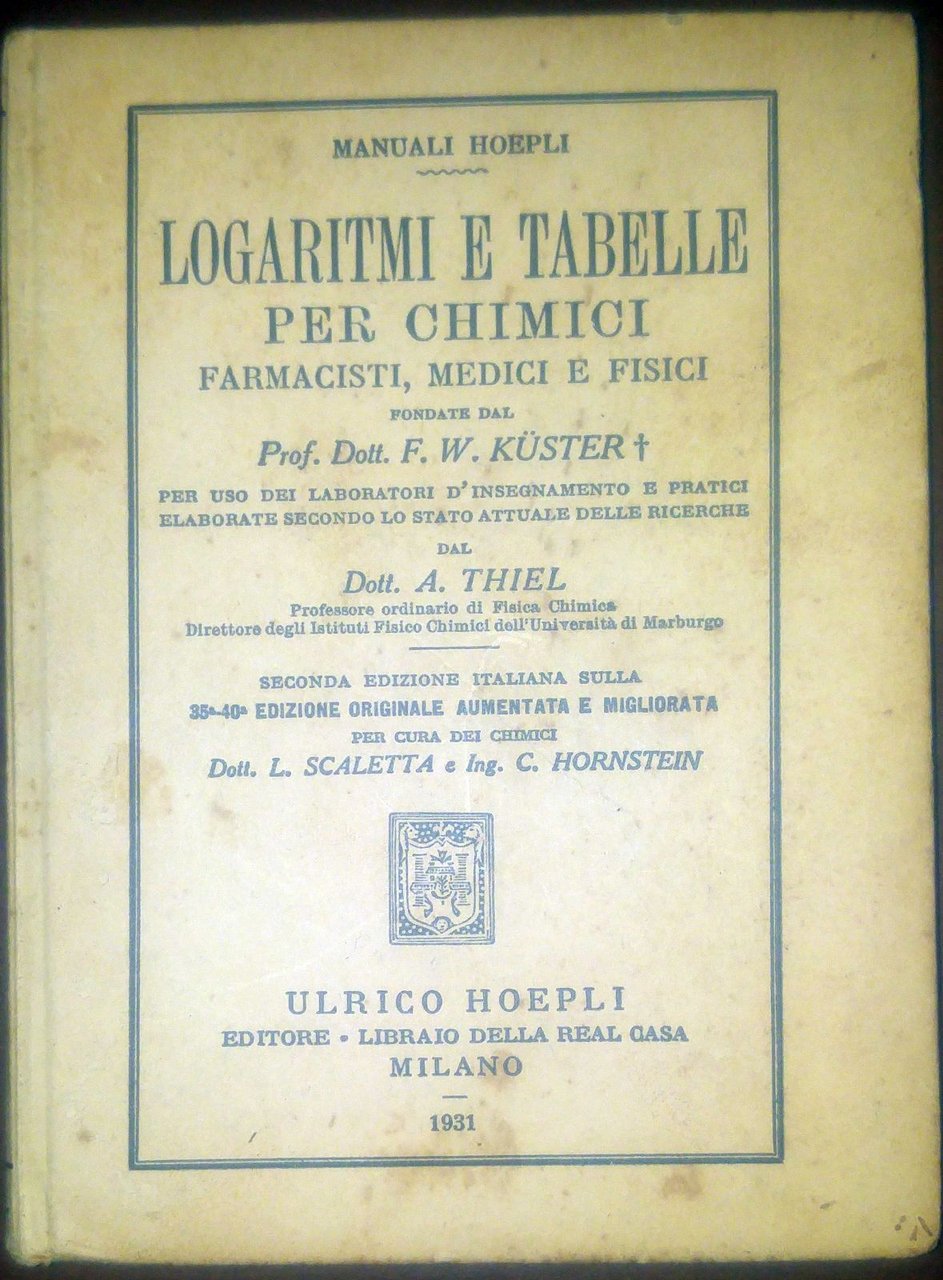 MANUALI HOEPLI
LOGARITMI E TABELLE
PER CHIMICI
FARMACISTI, MEDICI E FISICI
FONDATE DAL
Prof. Dott. F. W. KÜSTER †
PER USO DEI LABORATORI D'INSEGNAMENTO E PRATICI
ELABORATE SECONDO LO STATO ATTUALE DELLE RICERCHE
DAL
Dott. A. THIEL
Professore ordinario di Fisica Chimica
Direttore degli Istituti Fisico Chimici dell'Università di Marburgo
SECONDA EDIZIONE ITALIANA SULLA
35ª-40ª EDIZIONE ORIGINALE AUMENTATA E MIGLIORATA
PER CURA DEI CHIMICI
Dott. L. SCALETTA e Ing. C. HORNSTEIN
ULRICO HOEPLI
EDITORE • LIBRAIO DELLA REAL CASA
MILANO
1931